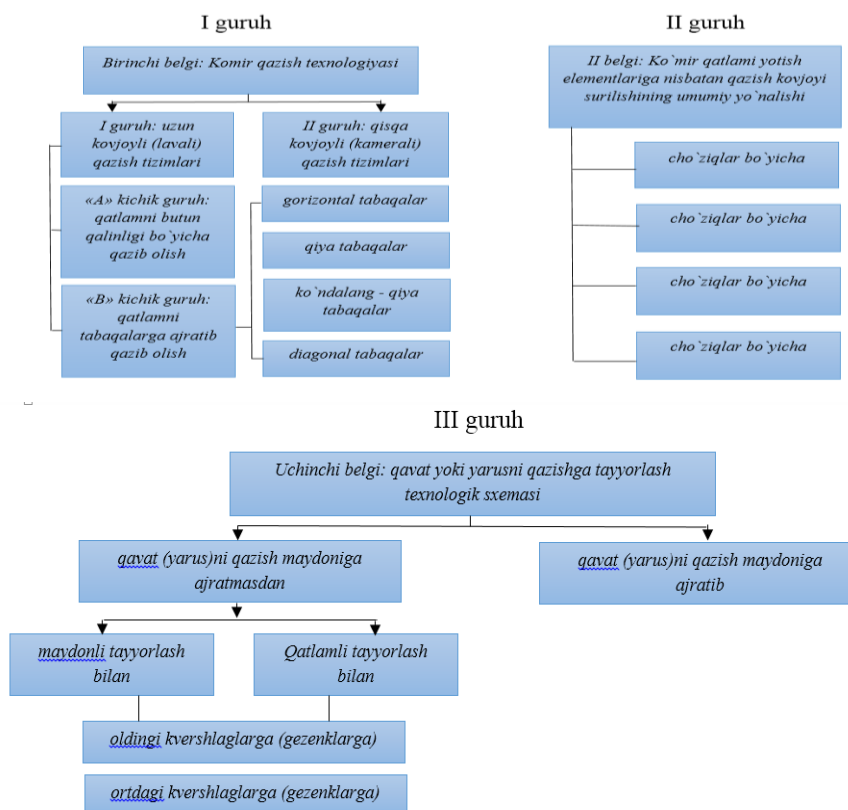 I guruh
Birinchi belgi: Komir qazish texnologiyasi
I guruh: uzun
kovjoyli (lavali)
qazish tizimlari
II guruh: qisqa
kovjoyli (kamerali)
qazish tizimlari
«A» kichik guruh:
qatlamni butun
qalinligi bo`yicha
qazib olish
«B» kichik guruh:
qatlamni
tabaqalarga ajratib
qazib olish
gorizontal tabaqalar
qiya tabaqalar
ko`ndalang - qiya
tabaqalar
diagonal tabaqalar
II guruh
II belgi: Ko`mir qatlami yotish
elementlariga nisbatan qazish kovjoyi
surilishining umumiy yo`nalishi
cho`ziqlar bo`yicha
cho`ziqlar bo`yicha
cho`ziqlar bo`yicha
cho`ziqlar bo`yicha
III guruh
Uchinchi belgi: qavat yoki yarusni qazishga tayyorlash
texnologik sxemasi
qavat (yarus)ni qazish maydoniga
ajratmasdan
qavat (yarus)ni qazish maydoniga
ajratib
maydonli tayyorlash
bilan
Qatlamli tayyorlash
bilan
oldingi kvershlaglarga (gezenklarga)
ortdagi kvershlaglarga (gezenklarga)